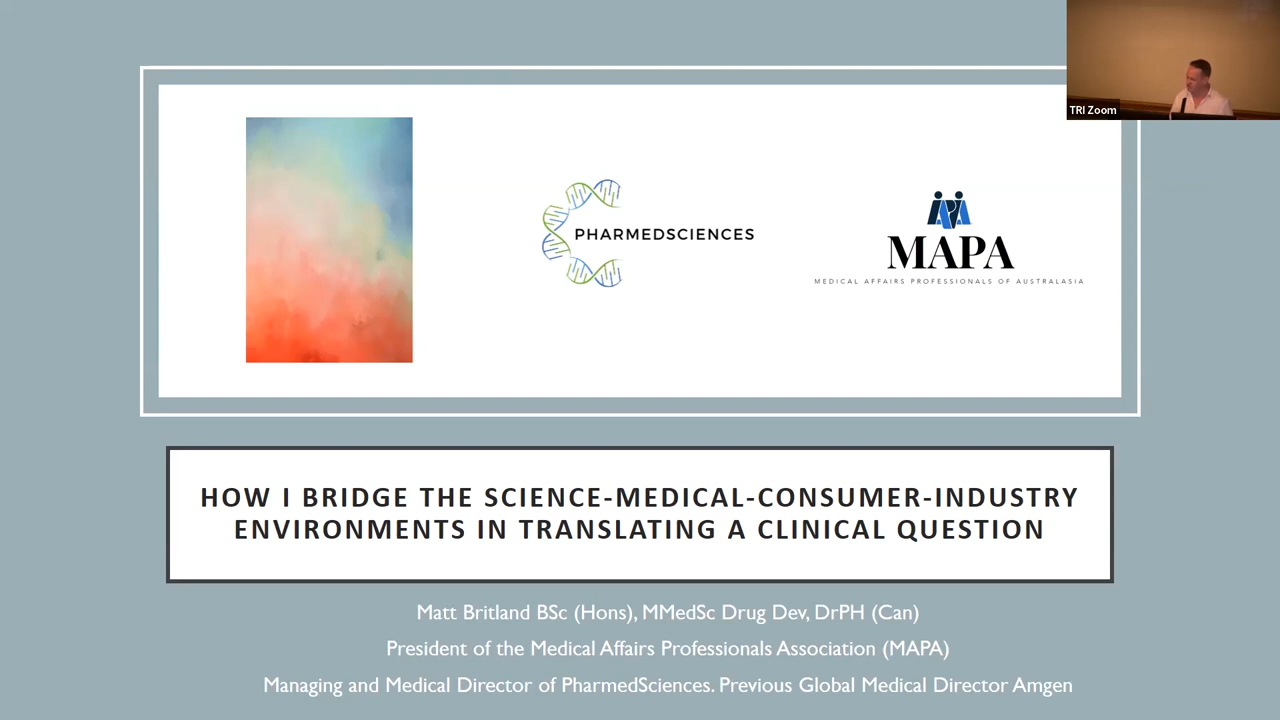 TRI Zoom
PHARMEDSCIENCES
MAPA
MEDICAL AFFAIRS PROFESSIONALS OF AUSTRALASIA
HOW I BRIDGE THE SCIENCE-MEDICAL-CONSUMER-INDUSTRY
ENVIRONMENTS IN TRANSLATING A CLINICAL QUESTION
Matt Britland BSc (Hons), MMedSc Drug Dev, DrPH (Can)
President of the Medical Affairs Professionals Association (MAPA)
Managing and Medical Director of PharmedSciences. Previous Global Medical Director Amgen